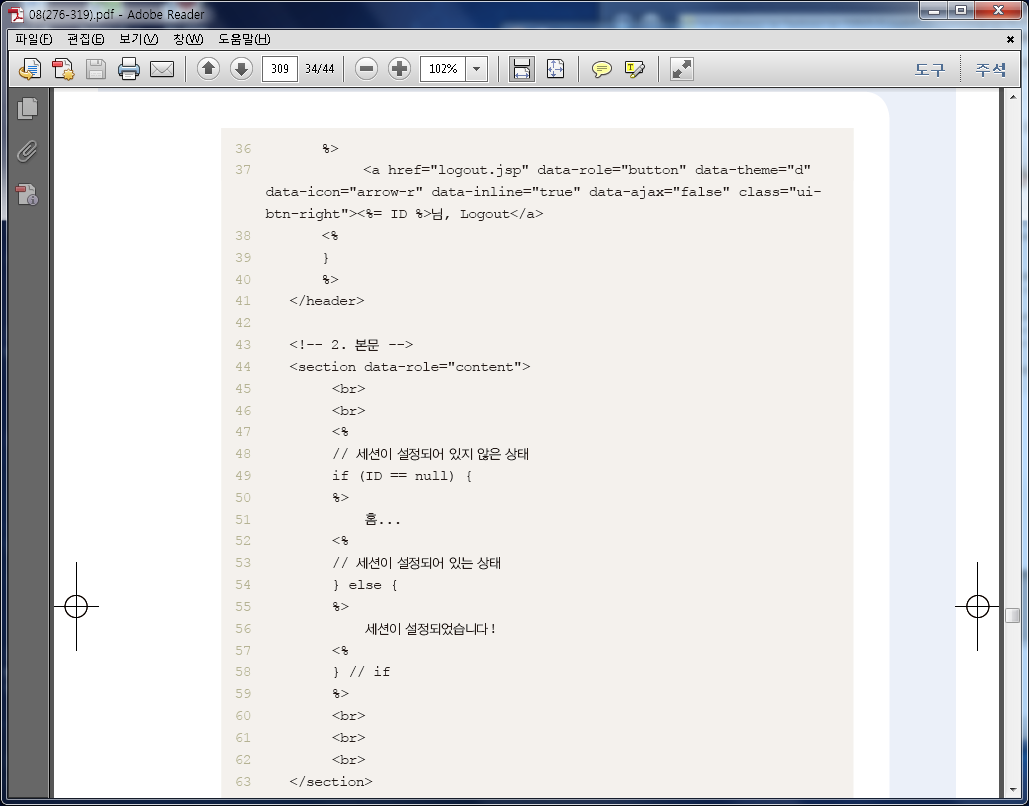 08(276-319).pdf - Adobe Reader
파일(F) 편집(E) 보기(V) 창(W) 도움말(H)
309 34/44 102% 도구 주석
36 %>
37 <a href="logout.jsp" data-role="button" data-theme="d"
data-icon="arrow-r" data-inline="true" data-ajax="false" class="ui-
btn-right"><%= ID %>님, Logout</a>
38 <%
39 }
40 %>
41 </header>
42
43 <!-- 2. 본문 -->
44 <section data-role="content">
45 <br>
46 <br>
47 <%
48 // 세션이 설정되어 있지 않은 상태
49 if (ID == null) {
50 %>
51 홈...
52 <%
53 // 세션이 설정되어 있는 상태
54 } else {
55 %>
56 세션이 설정되었습니다!
57 <%
58 } // if
59 %>
60 <br>
61 <br>
62 <br>
63 </section>